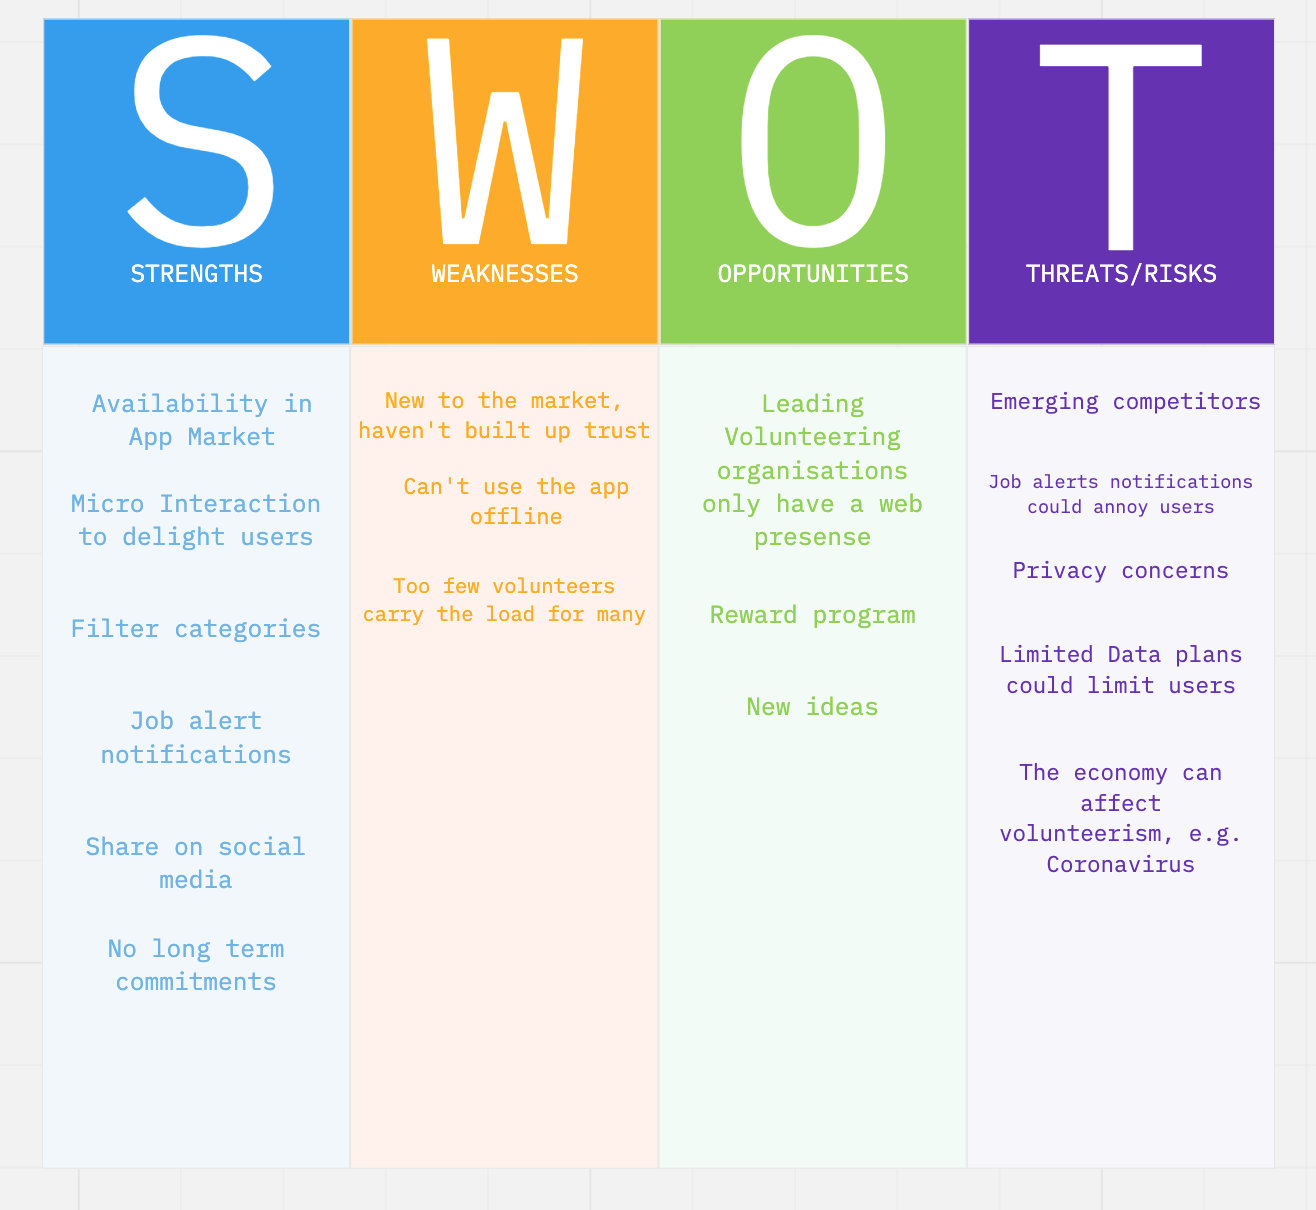 S
STRENGTHS
W
WEAKNESSES
O
OPPORTUNITIES
T
THREATS/RISKS
Availability in
App Market
Micro Interaction
to delight users
Filter categories
Job alert
notifications
Share on social
media
No long term
commitments
New to the market,
haven't built up trust
Can't use the app
offline
Too few volunteers
carry the load for many
Leading
Volunteering
organisations
only have a web
presense
Reward program
New ideas
Emerging competitors
Job alerts notifications
could annoy users
Privacy concerns
Limited Data plans
could limit users
The economy can
affect
volunteerism, e.g.
Coronavirus